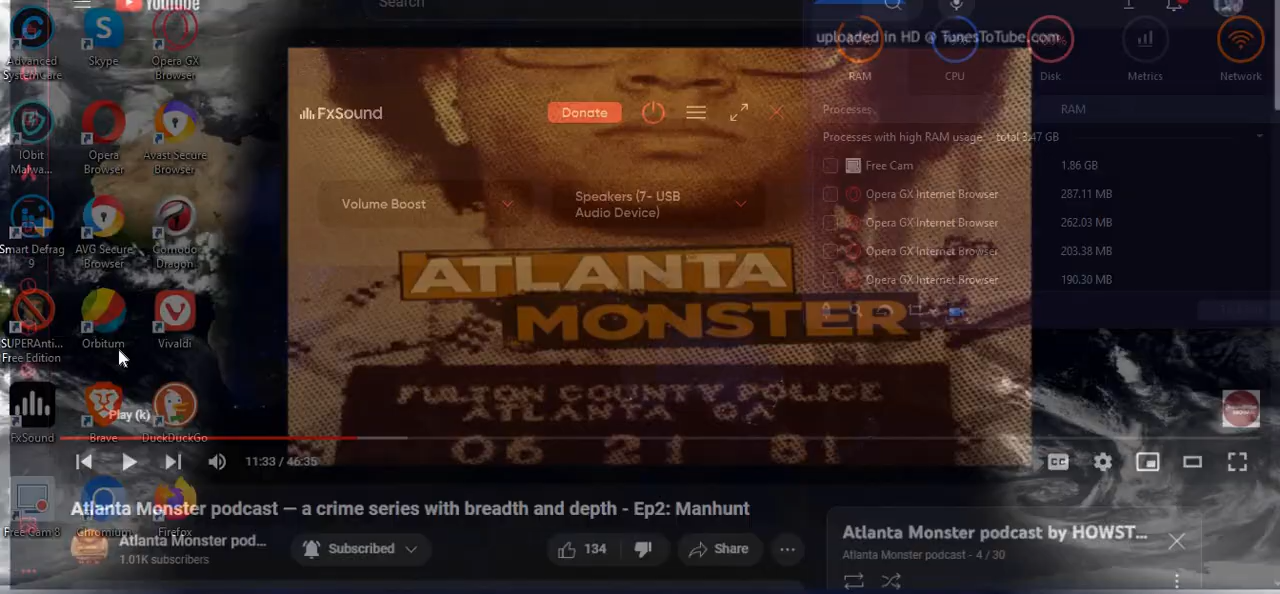 YouTube
Search
uploaded in HD @ TunesToTube.com
Advanced
SystemCare
Skype
Opera GX
Browser
RAM
CPU
Disk
Metrics
Network
FxSound
Donate
Processes
RAM
Processes with high RAM usage: total 3.47 GB
IObit
Malwa...
Opera
Browser
Avast Secure
Browser
Free Cam
1.86 GB
Opera GX Internet Browser
287.11 MB
Volume Boost
Speakers (7- USB
Audio Device)
Opera GX Internet Browser
262.03 MB
Smart Defrag
9
AVG Secure
Browser
Comodo
Dragon
Opera GX Internet Browser
203.38 MB
Opera GX Internet Browser
190.30 MB
ATLANTA
MONSTER
SUPERAnti...
Free Edition
Orbitum
Vivaldi
FULTON COUNTY POLICE
ATLANTA GA
06 21 81
Play (k)
FxSound
Brave
DuckDuckGo
11:33 / 46:35
CC
Atlanta Monster podcast — a crime series with breadth and depth - Ep2: Manhunt
Free Cam 8
Chromium
Firefox
Atlanta Monster pod...
1.01K subscribers
Subscribed
134
Share
Atlanta Monster podcast by HOWST...
Atlanta Monster podcast - 4 / 30